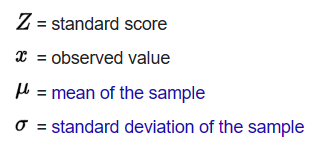 Z = standard score
x = observed value
μ = mean of the sample
σ = standard deviation of the sample